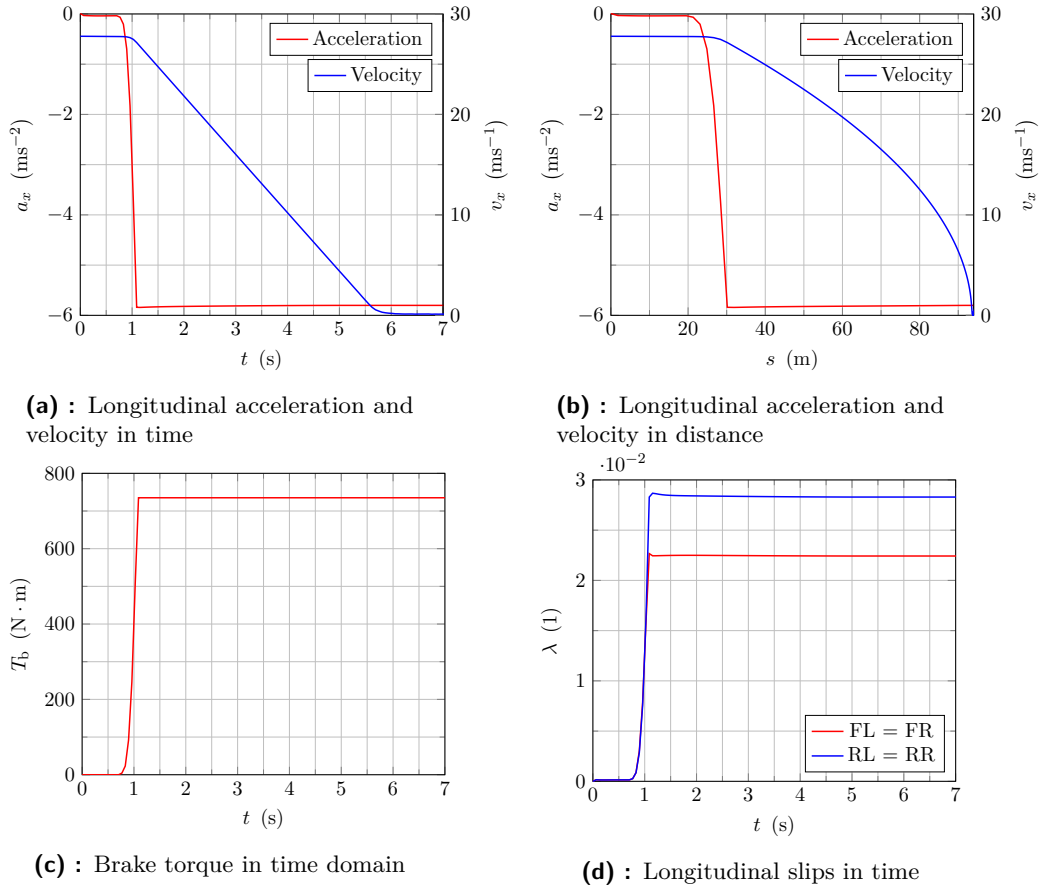 0
−2
−4
−6
a_x (ms⁻²)
30
20
10
0
v_x (ms⁻¹)
Acceleration
Velocity
0 1 2 3 4 5 6 7
t (s)
(a) : Longitudinal acceleration and
velocity in time
0
−2
−4
−6
a_x (ms⁻²)
30
20
10
0
v_x (ms⁻¹)
Acceleration
Velocity
0 20 40 60 80
s (m)
(b) : Longitudinal acceleration and
velocity in distance
800
600
400
200
0
T_b (N · m)
0 1 2 3 4 5 6 7
t (s)
(c) : Brake torque in time domain
·10⁻²
3
2
1
0
λ (1)
FL = FR
RL = RR
0 1 2 3 4 5 6 7
t (s)
(d) : Longitudinal slips in time